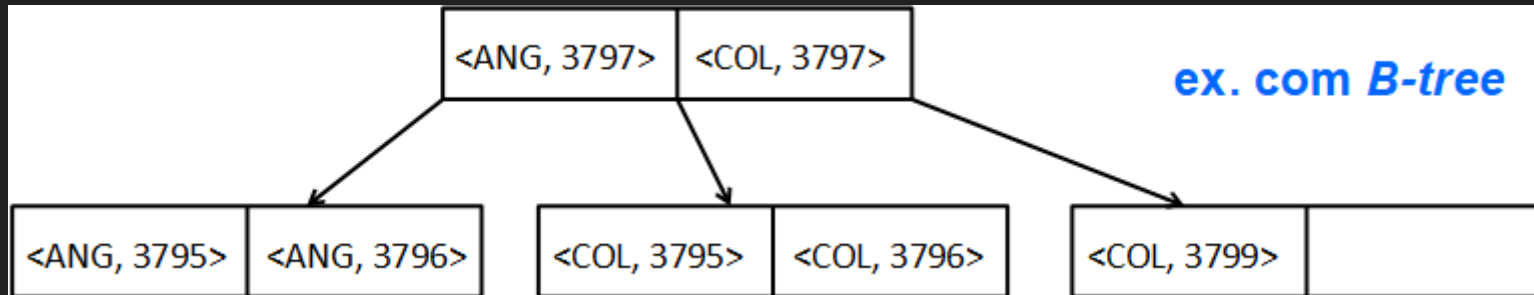 <ANG, 3797> <COL, 3797>
ex. com B-tree
<ANG, 3795> <ANG, 3796> <COL, 3795> <COL, 3796> <COL, 3799>